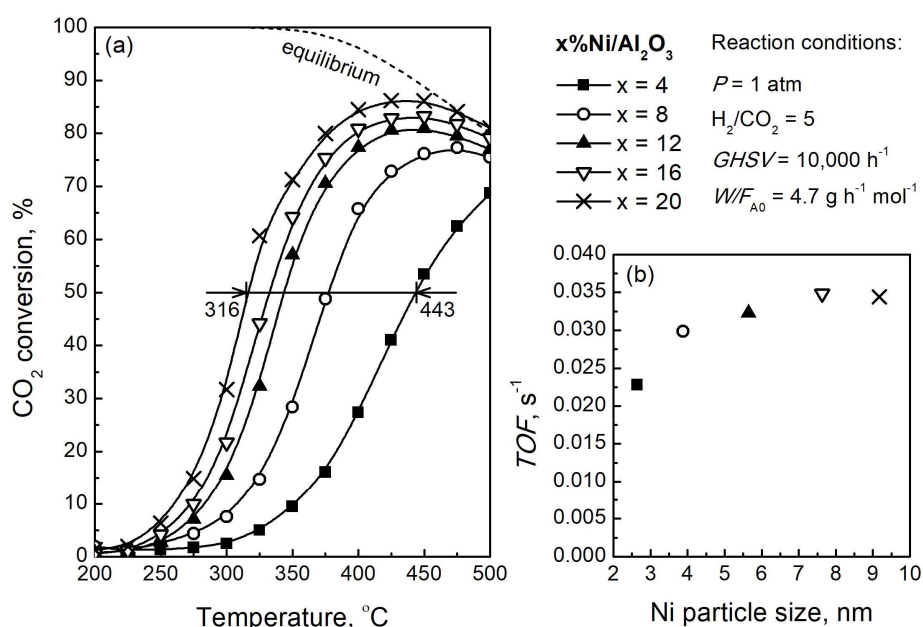 (a)
equilibrium
316
443
100
90
80
70
60
50
40
30
20
10
0
200 250 300 350 400 450 500
CO₂ conversion, %
Temperature, °C
x%Ni/Al₂O₃
x = 4
x = 8
x = 12
x = 16
x = 20
Reaction conditions:
P = 1 atm
H₂/CO₂ = 5
GHSV = 10,000 h⁻¹
W/F_A0 = 4.7 g h⁻¹ mol⁻¹
(b)
0.040
0.035
0.030
0.025
0.020
0.015
0.010
0.005
0.000
2 3 4 5 6 7 8 9 10
TOF, s⁻¹
Ni particle size, nm